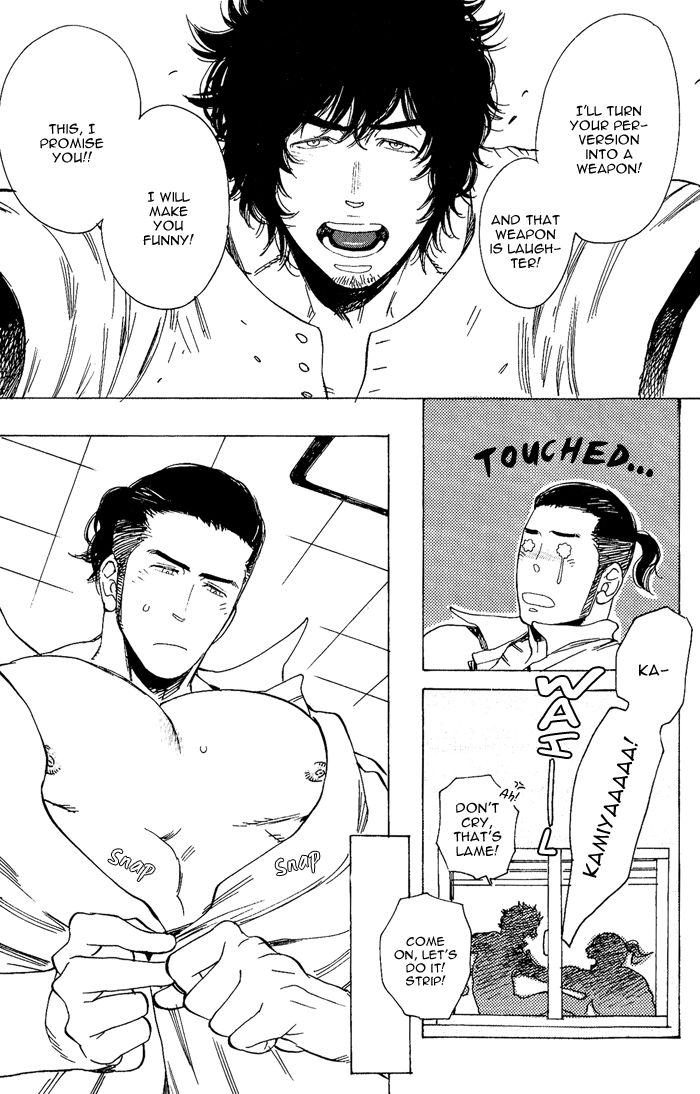 I'LL TURN
YOUR PER-
VERSION
INTO A
WEAPON!
AND THAT
WEAPON
IS LAUGH-
TER!
I WILL
MAKE
YOU
FUNNY!
THIS, I
PROMISE
YOU!!
TOUCHED...
KA-
KAMIYAAAAA!
WAIL
Ah!
DON'T
CRY,
THAT'S
LAME!
COME
ON, LET'S
DO IT!
STRIP!
Snap
Snap